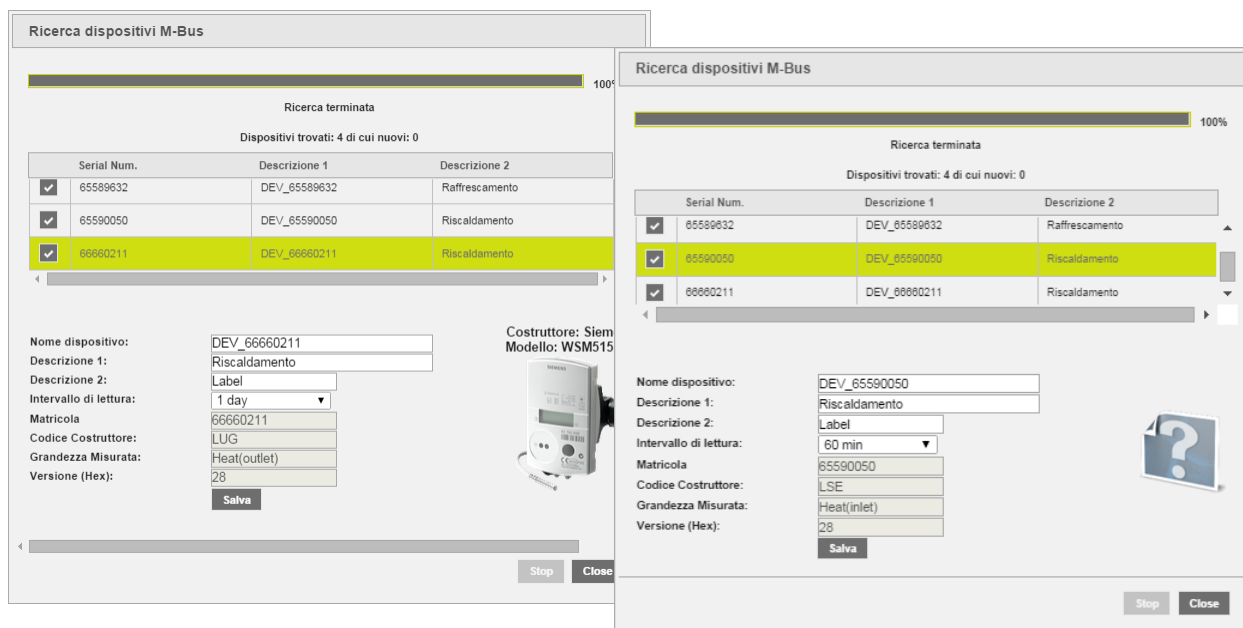 Ricerca dispositivi M-Bus
100%
Ricerca terminata
Dispositivi trovati: 4 di cui nuovi: 0
Serial Num. Descrizione 1 Descrizione 2
65589632 DEV_65589632 Raffrescamento
65590050 DEV_65590050 Riscaldamento
66660211 DEV_66660211 Riscaldamento
Costruttore: Siem
Modello: WSM515
SIEMENS
Nome dispositivo: DEV_66660211
Descrizione 1: Riscaldamento
Descrizione 2: Label
Intervallo di lettura: 1 day
Matricola 66660211
Codice Costruttore: LUG
Grandezza Misurata: Heat(outlet)
Versione (Hex): 28
Salva
Stop Close
Ricerca dispositivi M-Bus
100%
Ricerca terminata
Dispositivi trovati: 4 di cui nuovi: 0
Serial Num. Descrizione 1 Descrizione 2
65589632 DEV_65589632 Raffrescamento
65590050 DEV_65590050 Riscaldamento
66660211 DEV_66660211 Riscaldamento
Nome dispositivo: DEV_65590050
Descrizione 1: Riscaldamento
Descrizione 2: Label
Intervallo di lettura: 60 min
Matricola 65590050
Codice Costruttore: LSE
Grandezza Misurata: Heat(inlet)
Versione (Hex): 28
Salva
Stop Close